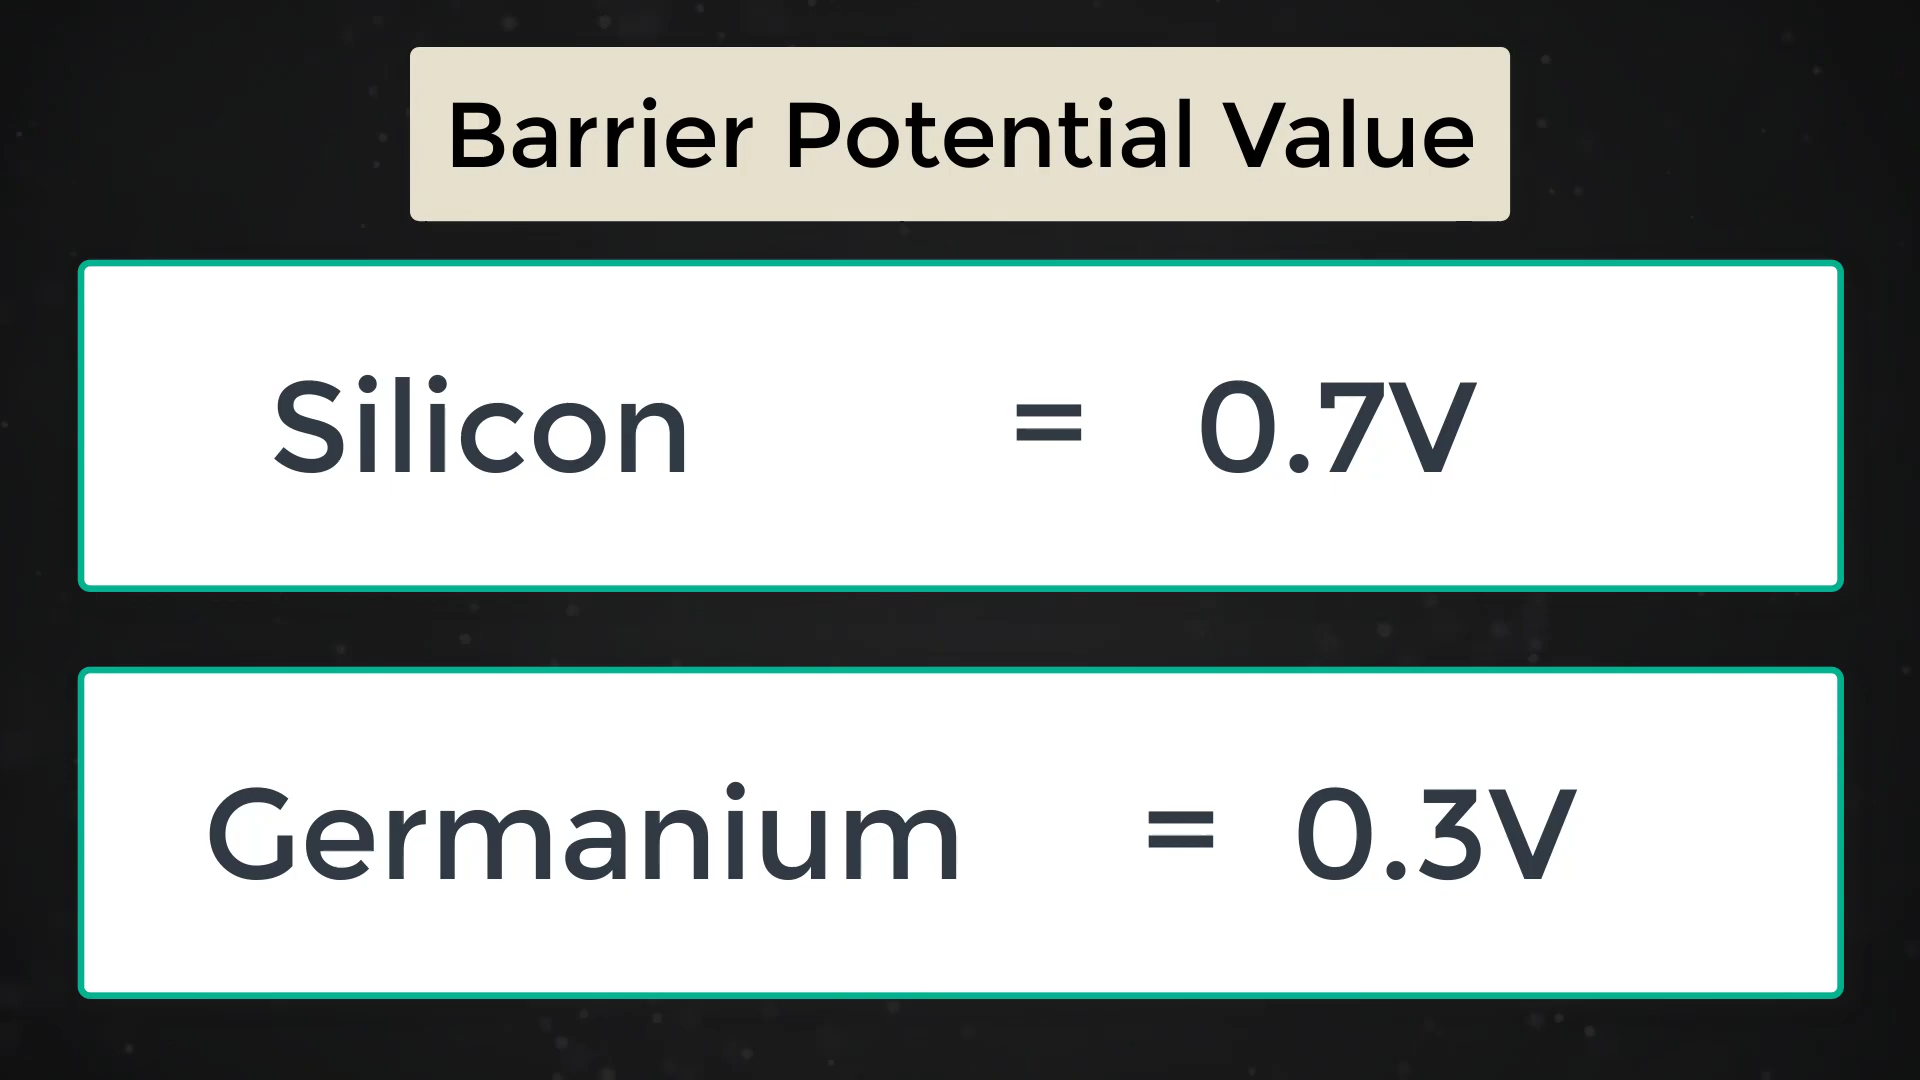 Barrier Potential Value
Silicon = 0.7V
Germanium = 0.3V